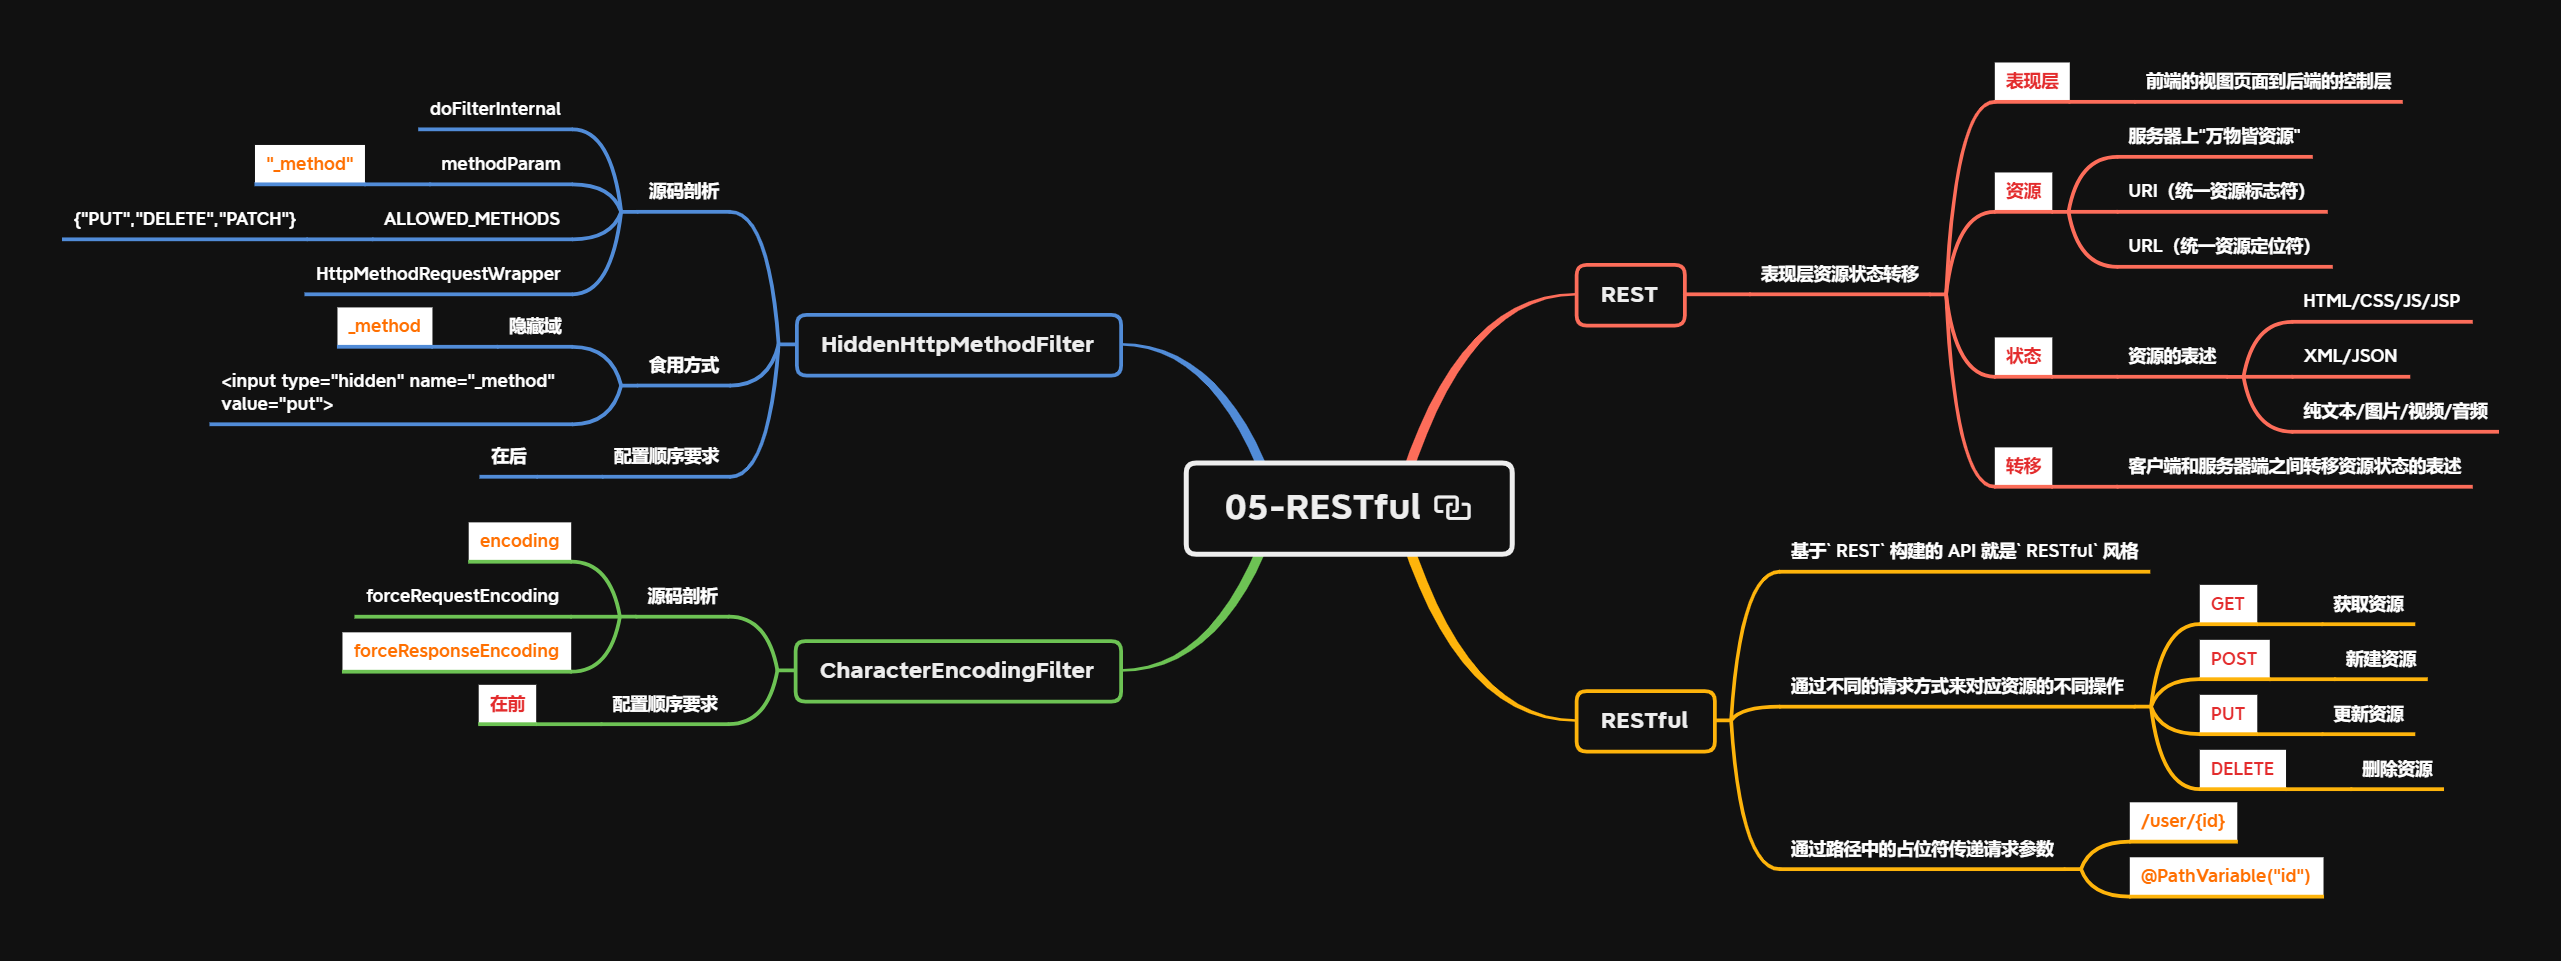 05-RESTful
REST
表现层资源状态转移
表现层
前端的视图页面到后端的控制层
资源
服务器上"万物皆资源"
URI（统一资源标志符）
URL（统一资源定位符）
状态
资源的表述
HTML/CSS/JS/JSP
XML/JSON
纯文本/图片/视频/音频
转移
客户端和服务器端之间转移资源状态的表述
RESTful
基于` REST` 构建的 API 就是` RESTful` 风格
通过不同的请求方式来对应资源的不同操作
GET
获取资源
POST
新建资源
PUT
更新资源
DELETE
删除资源
通过路径中的占位符传递请求参数
/user/{id}
@PathVariable("id")
HiddenHttpMethodFilter
源码剖析
doFilterInternal
methodParam
"_method"
ALLOWED_METHODS
{"PUT","DELETE","PATCH"}
HttpMethodRequestWrapper
食用方式
隐藏域
_method
<input type="hidden" name="_method"
value="put">
配置顺序要求
在后
CharacterEncodingFilter
源码剖析
encoding
forceRequestEncoding
forceResponseEncoding
配置顺序要求
在前